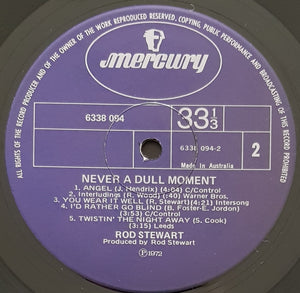 ALL RIGHTS OF THE RECORD PRODUCER AND OF THE OWNER OF THE WORK REPRODUCED RESERVED. COPYING, PUBLIC PERFORMANCE AND BROADCASTING OF THIS RECORD PROHIBITED
mercury
6338 094
33 1/3
6338 094-2
Made In Australia
2
NEVER A DULL MOMENT
1. ANGEL (J. Hendrix) (4:04) C/Control
2. Interludings (R. Wood) (:40) Warner Bros.
3. YOU WEAR IT WELL (R. Stewart)(4:21) Intersong
4. I'D RATHER GO BLIND (B. Foster-E. Jordon)
(3:53) C/Control
5. TWISTIN' THE NIGHT AWAY (S. Cook)
(3:15) Leeds
ROD STEWART
Produced by Rod Stewart
Ⓟ1972